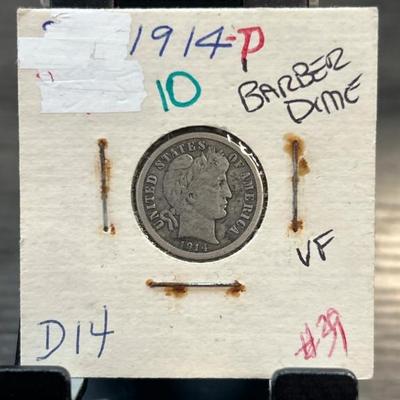 1914-P
10
BARBER
DIME
UNITED STATES OF AMERICA
1914
VF
D14
#39